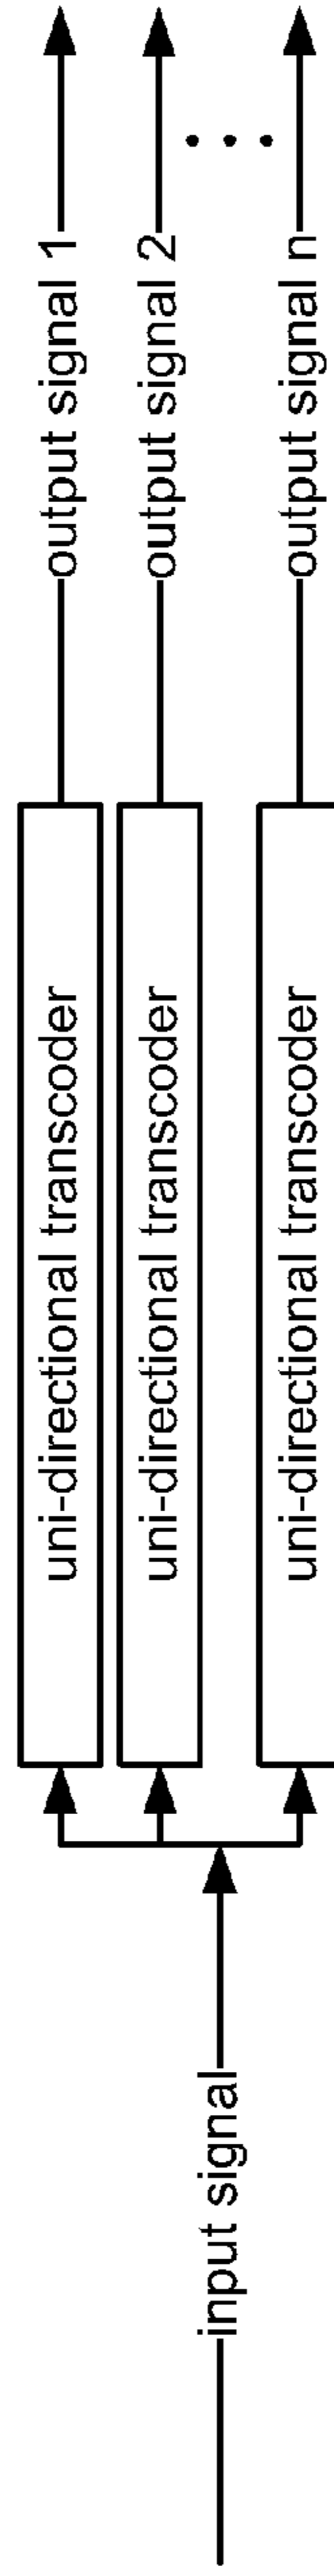 input signal
uni-directional transcoder
output signal 1
uni-directional transcoder
output signal 2
. . .
uni-directional transcoder
output signal n